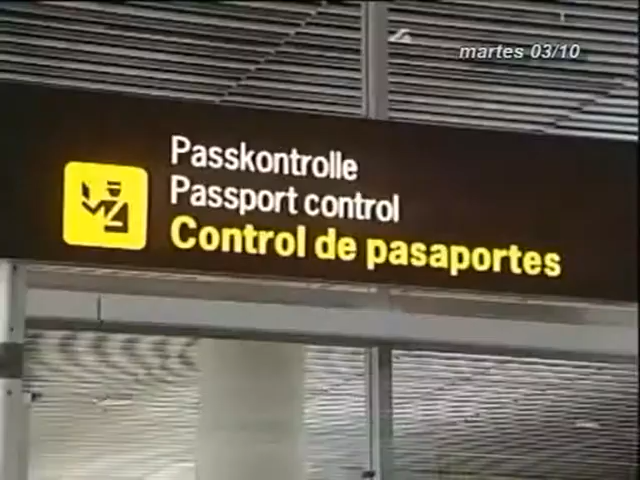 martes 03/10
Passkontrolle
Passport control
Control de pasaportes